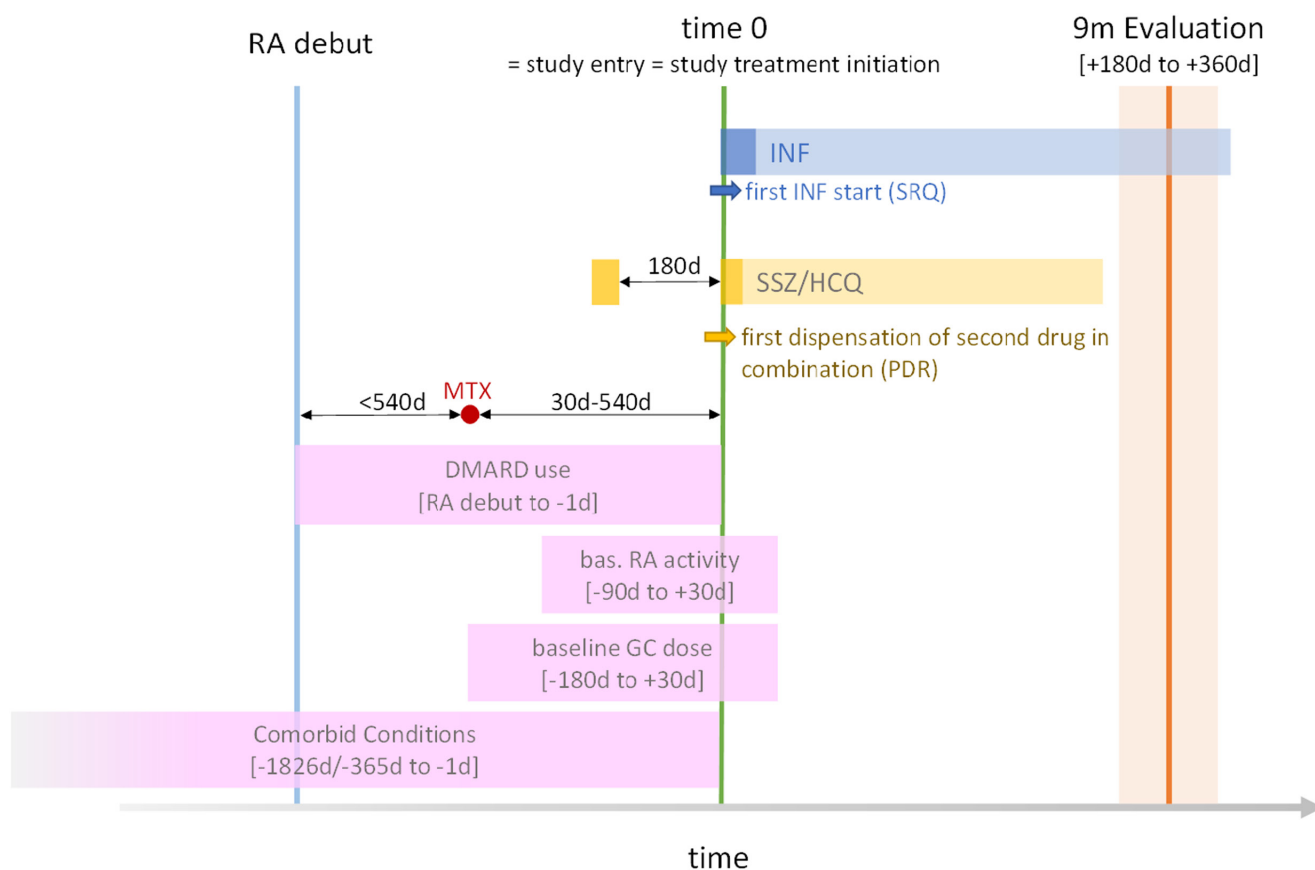 RA debut
time 0
= study entry = study treatment initiation
9m Evaluation
[+180d to +360d]
INF
first INF start (SRQ)
180d
SSZ/HCQ
first dispensation of second drug in
combination (PDR)
MTX
<540d
30d-540d
DMARD use
[RA debut to -1d]
bas. RA activity
[-90d to +30d]
baseline GC dose
[-180d to +30d]
Comorbid Conditions
[-1826d/-365d to -1d]
time